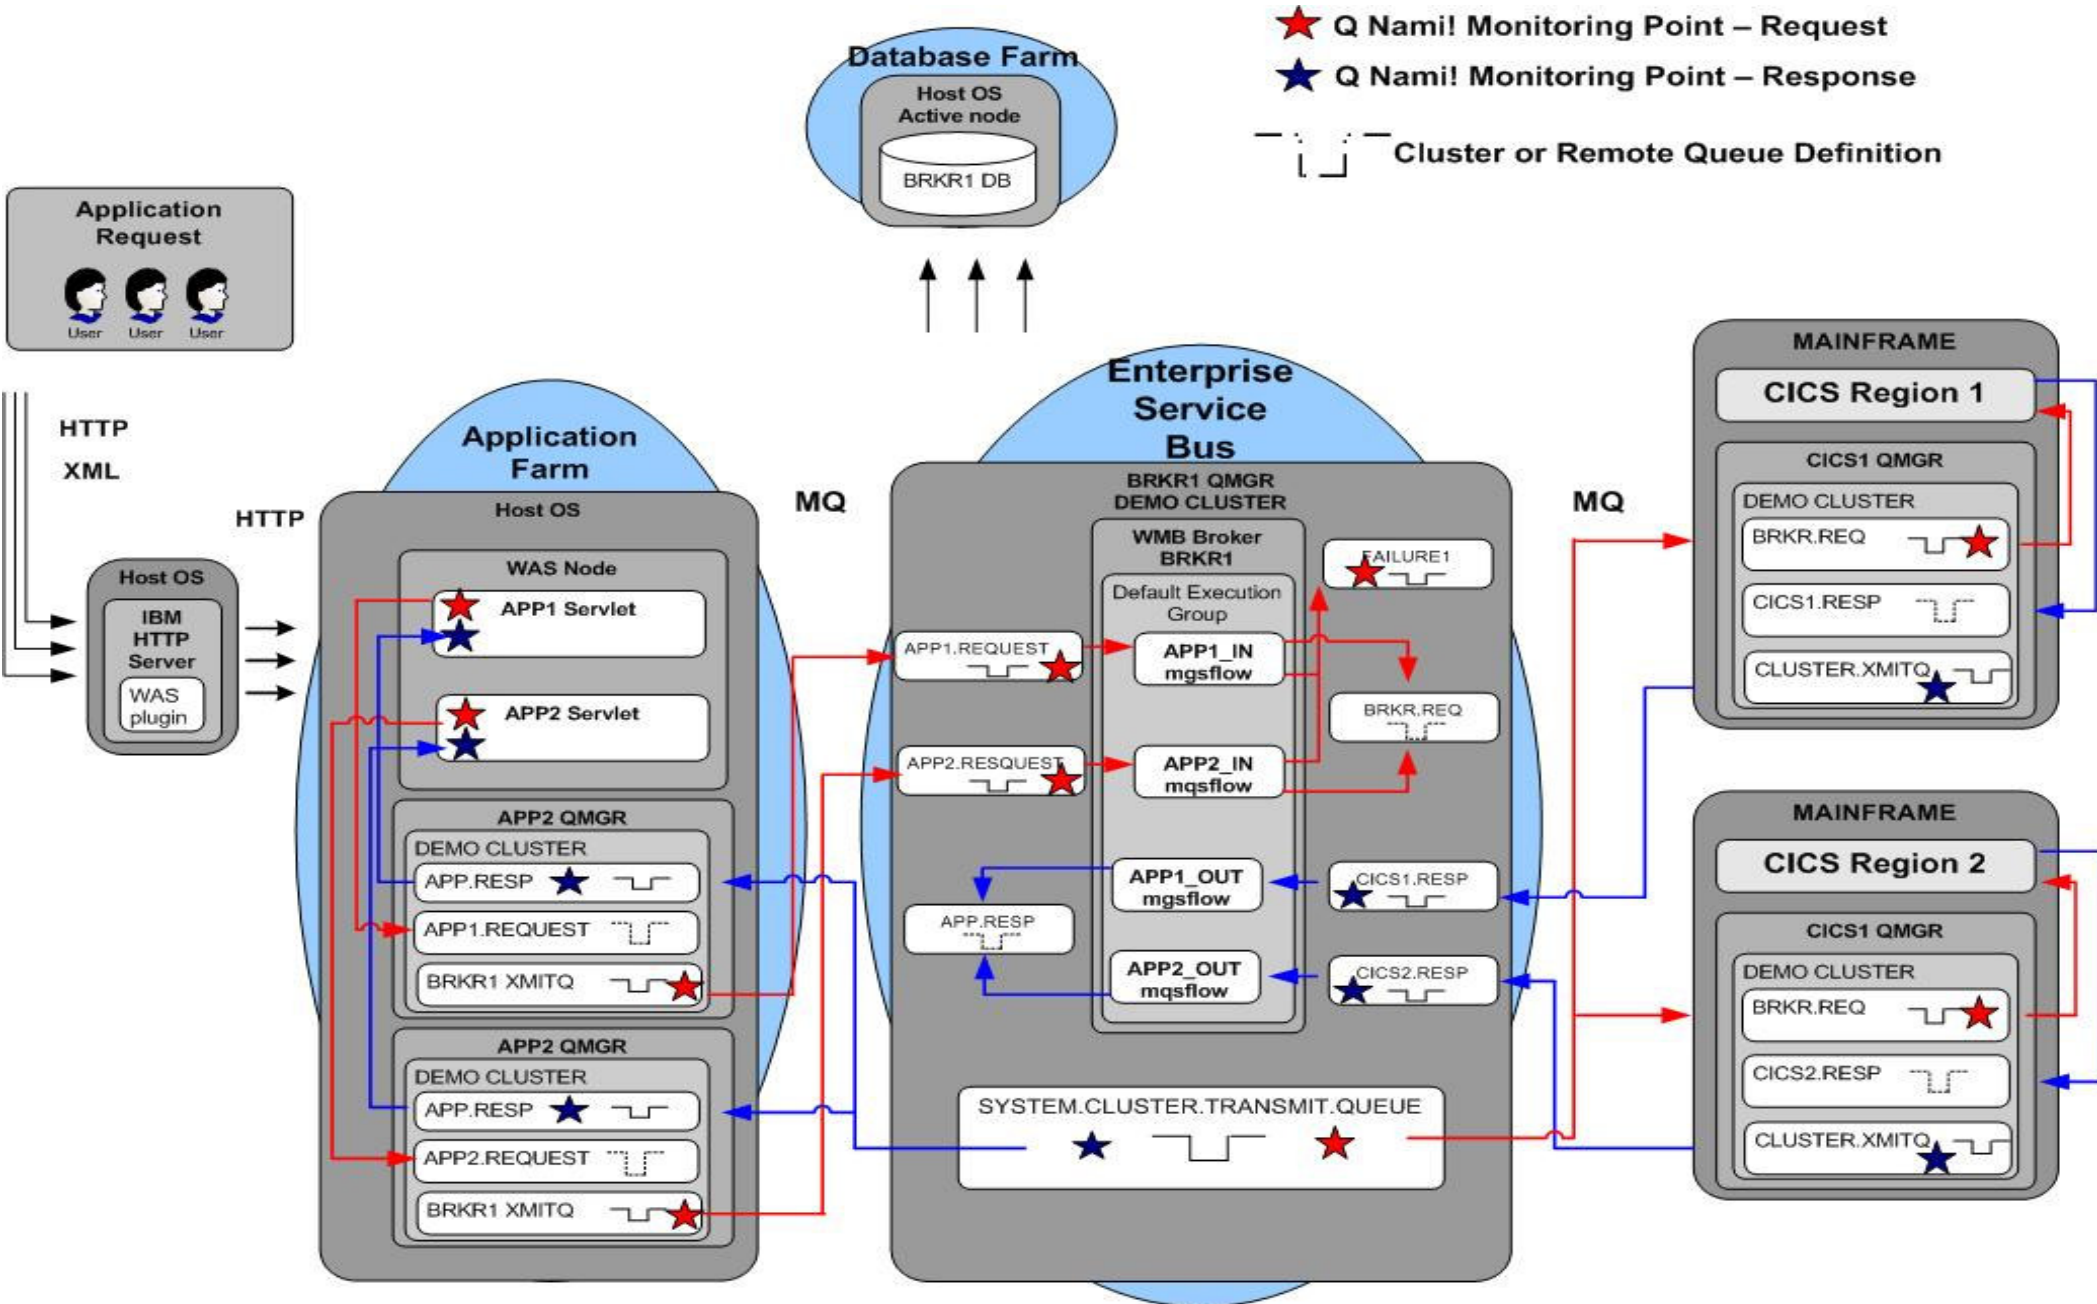 Q Nami! Monitoring Point – Request
Q Nami! Monitoring Point – Response
Cluster or Remote Queue Definition
Database Farm
Host OS
Active node
BRKR1 DB
Application
Request
User User User
HTTP
XML
HTTP
Host OS
IBM
HTTP
Server
WAS
plugin
Application
Farm
Host OS
WAS Node
APP1 Servlet
APP2 Servlet
APP2 QMGR
DEMO CLUSTER
APP.RESP
APP1.REQUEST
BRKR1 XMITQ
APP2 QMGR
DEMO CLUSTER
APP.RESP
APP2.REQUEST
BRKR1 XMITQ
MQ
Enterprise
Service
Bus
BRKR1 QMGR
DEMO CLUSTER
WMB Broker
BRKR1
Default Execution
Group
FAILURE1
APP1.REQUEST
APP1_IN
mgsflow
BRKR.REQ
APP2.RESQUEST
APP2_IN
mqsflow
APP1_OUT
mgsflow
CICS1.RESP
APP.RESP
APP2_OUT
mqsflow
CICS2.RESP
SYSTEM.CLUSTER.TRANSMIT.QUEUE
MQ
MAINFRAME
CICS Region 1
CICS1 QMGR
DEMO CLUSTER
BRKR.REQ
CICS1.RESP
CLUSTER.XMITQ
MAINFRAME
CICS Region 2
CICS1 QMGR
DEMO CLUSTER
BRKR.REQ
CICS2.RESP
CLUSTER.XMITQ